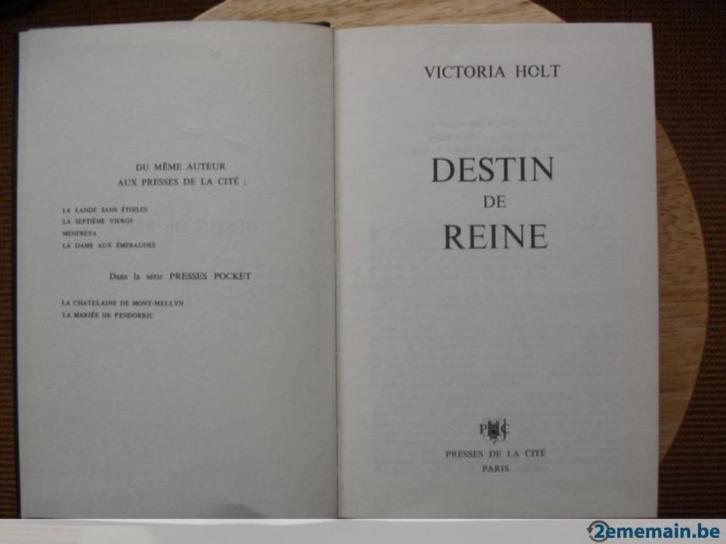 DU MÊME AUTEUR
AUX PRESSES DE LA CITÉ :
LA LANDE SANS ÉTOILES
LA SEPTIÈME VIERGE
MENFREYA
LA DAME AUX ÉMERAUDES
Dans la série PRESSES POCKET
LA CHATELAINE DE MONT-MELLYN
LA MARIÉE DE PENDORRIC
VICTORIA HOLT
DESTIN
DE
REINE
PRESSES DE LA CITÉ
PARIS
2ememain.be